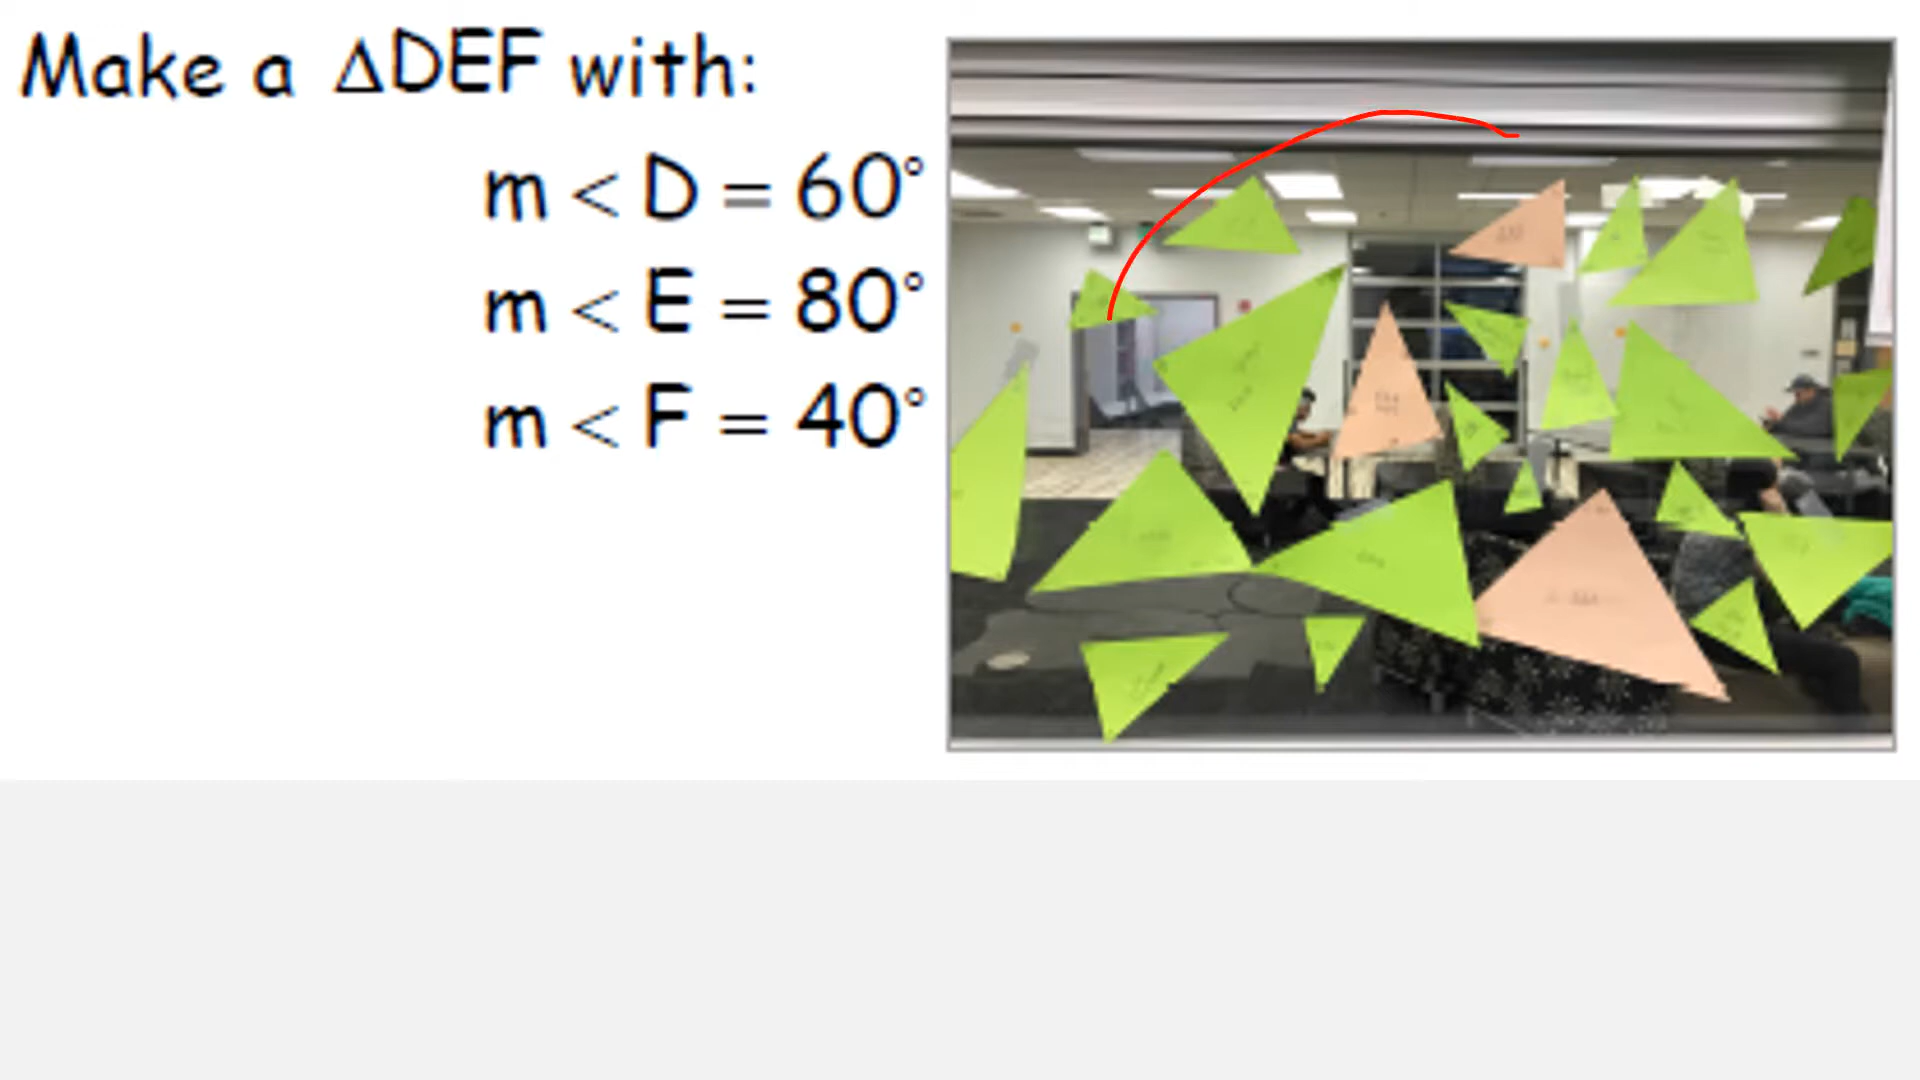 Make a ΔDEF with:
m < D = 60°
m < E = 80°
m < F = 40°